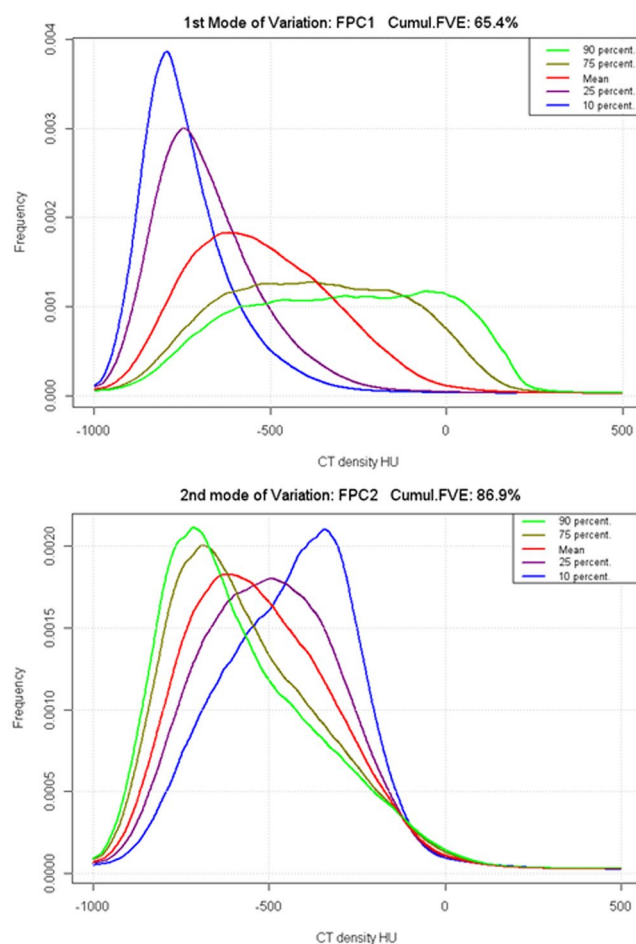 1st Mode of Variation: FPC1 Cumul.FVE: 65.4%
90 percent.
75 percent.
Mean
25 percent.
10 percent.
0.004
0.003
0.002
0.001
0.000
Frequency
-1000
-500
0
500
CT density HU
2nd mode of Variation: FPC2 Cumul.FVE: 86.9%
90 percent.
75 percent.
Mean
25 percent.
10 percent.
0.0020
0.0015
0.0010
0.0005
0.0000
Frequency
-1000
-500
0
500
CT density HU